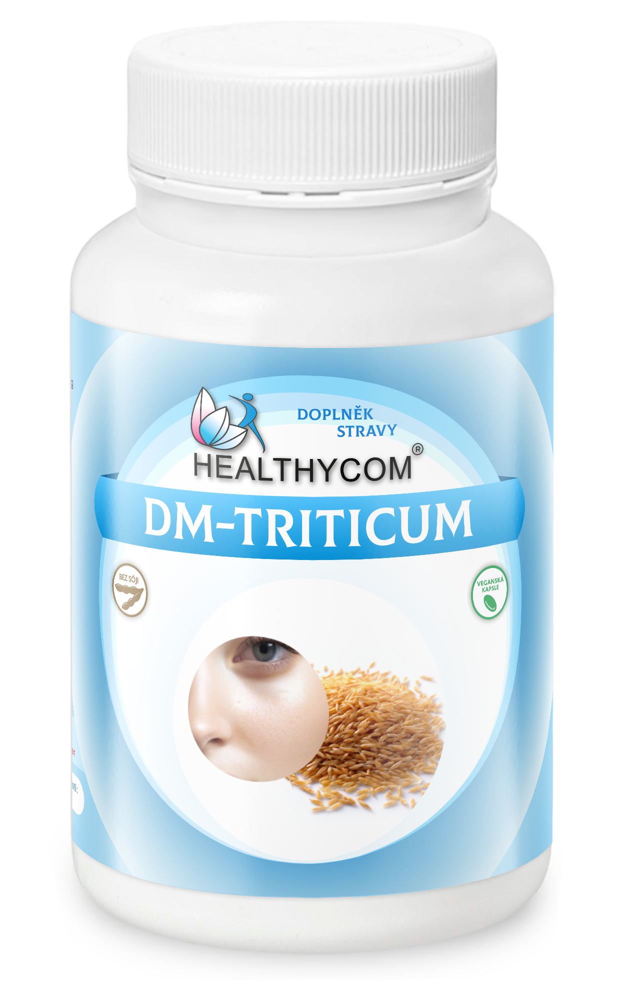 DOPLNĚK
STRAVY
HEALTHYCOM®
DM-TRITICUM
BEZ SÓJI
VEGANSKÁ
KAPSLE